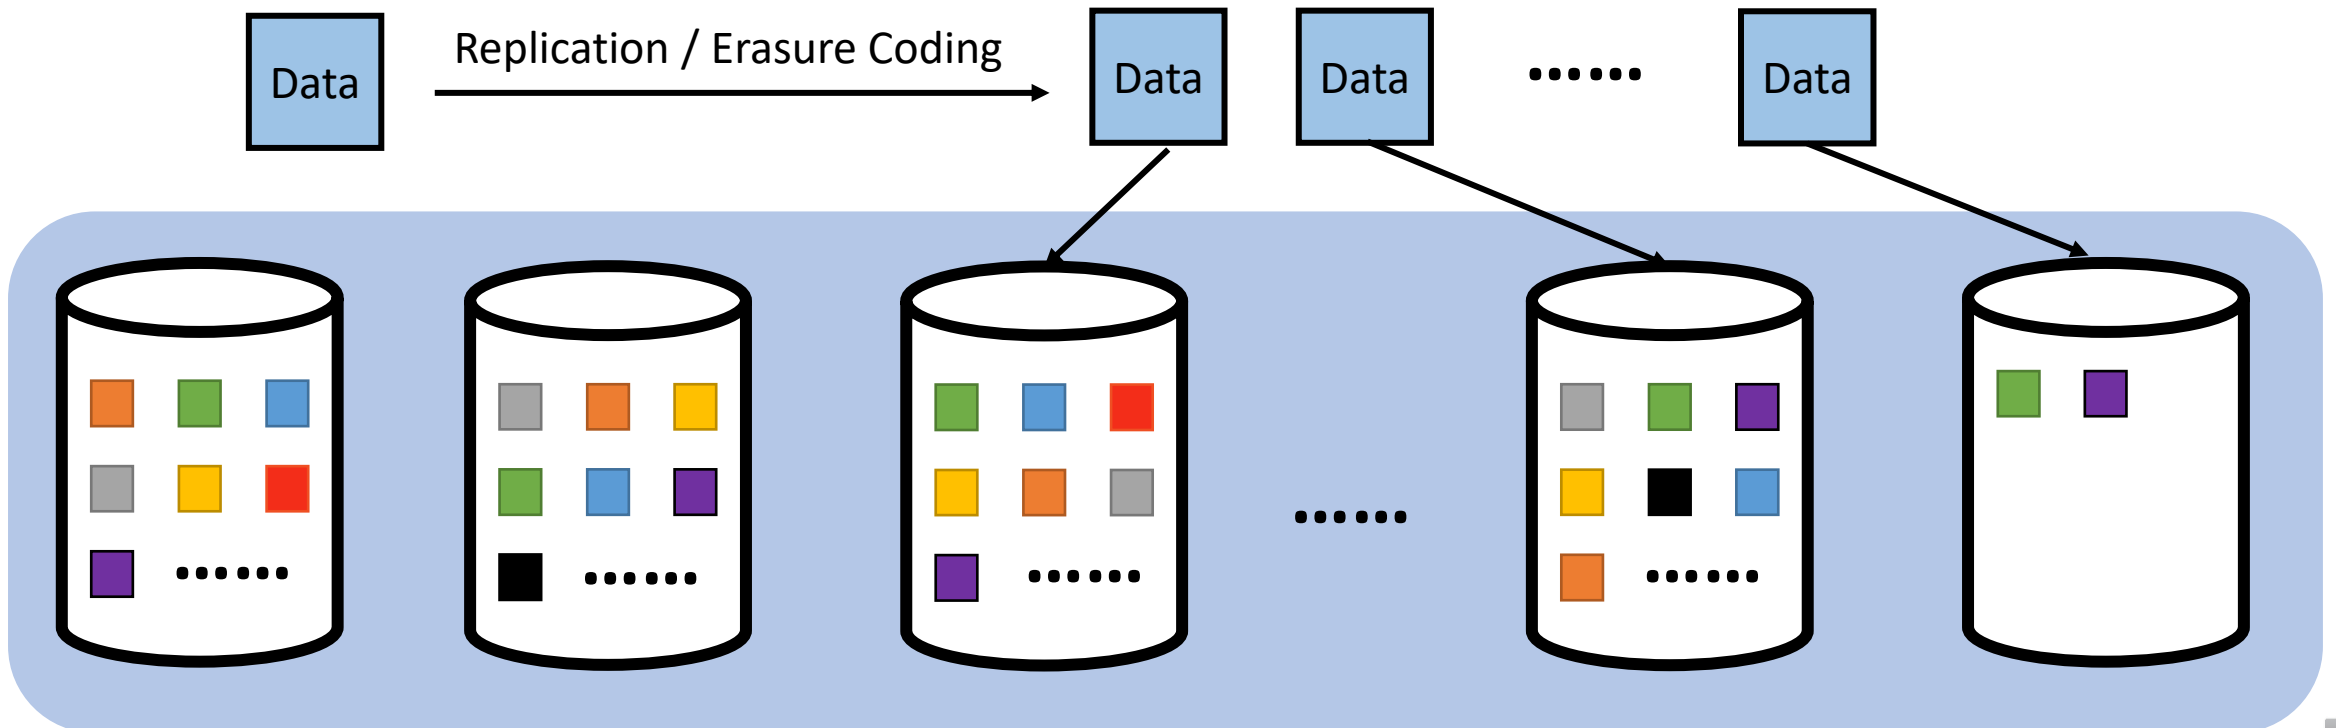 Data
Replication / Erasure Coding
Data
Data
......
Data
......
......
......
......
......